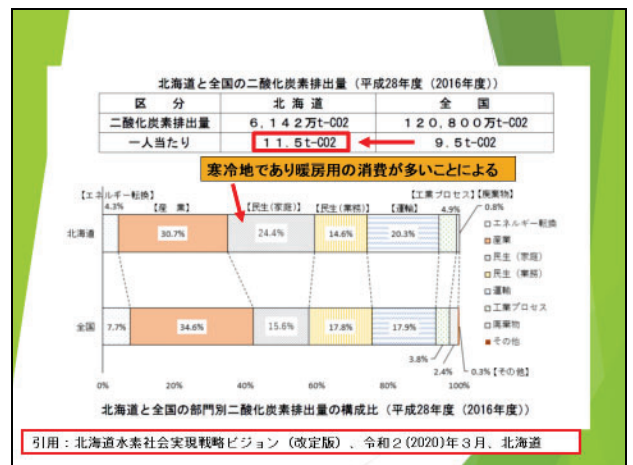 北海道と全国の二酸化炭素排出量（平成28年度（2016年度））
区 分 北 海 道 全 国
二酸化炭素排出量 6，142万t-CO2 120，800万t-CO2
一人当たり 11．5t-CO2 9．5t-CO2
寒冷地であり暖房用の消費が多いことによる
【エネルギー転換】 【工業プロセス】【廃棄物】
4.3% 【産 業】 【民生（家庭）】 【民生（業務）】 【運輸】 4.9% 0.8%
北海道 30.7% 24.4% 14.6% 20.3%
□エネルギー転換
□産業
□民生（家庭）
□民生（業務）
□運輸
□工業プロセス
□廃棄物
■その他
全国 7.7% 34.6% 15.6% 17.8% 17.9%
3.8%
2.4% 0.3%【その他】
0% 20% 40% 60% 80% 100%
北海道と全国の部門別二酸化炭素排出量の構成比（平成28年度（2016年度））
引用：北海道水素社会実現戦略ビジョン（改定版）、令和２(2020)年３月、北海道